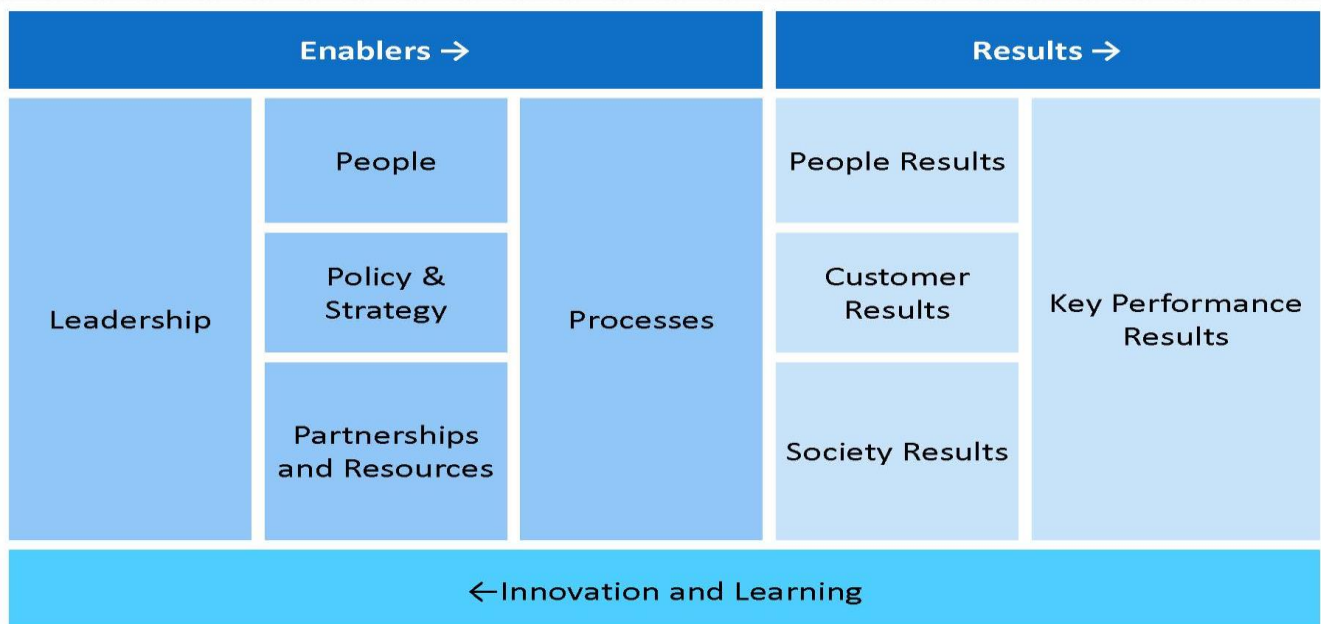 Enablers →
Results →
Leadership
People
Policy &
Strategy
Partnerships
and Resources
Processes
People Results
Customer
Results
Society Results
Key Performance
Results
←Innovation and Learning